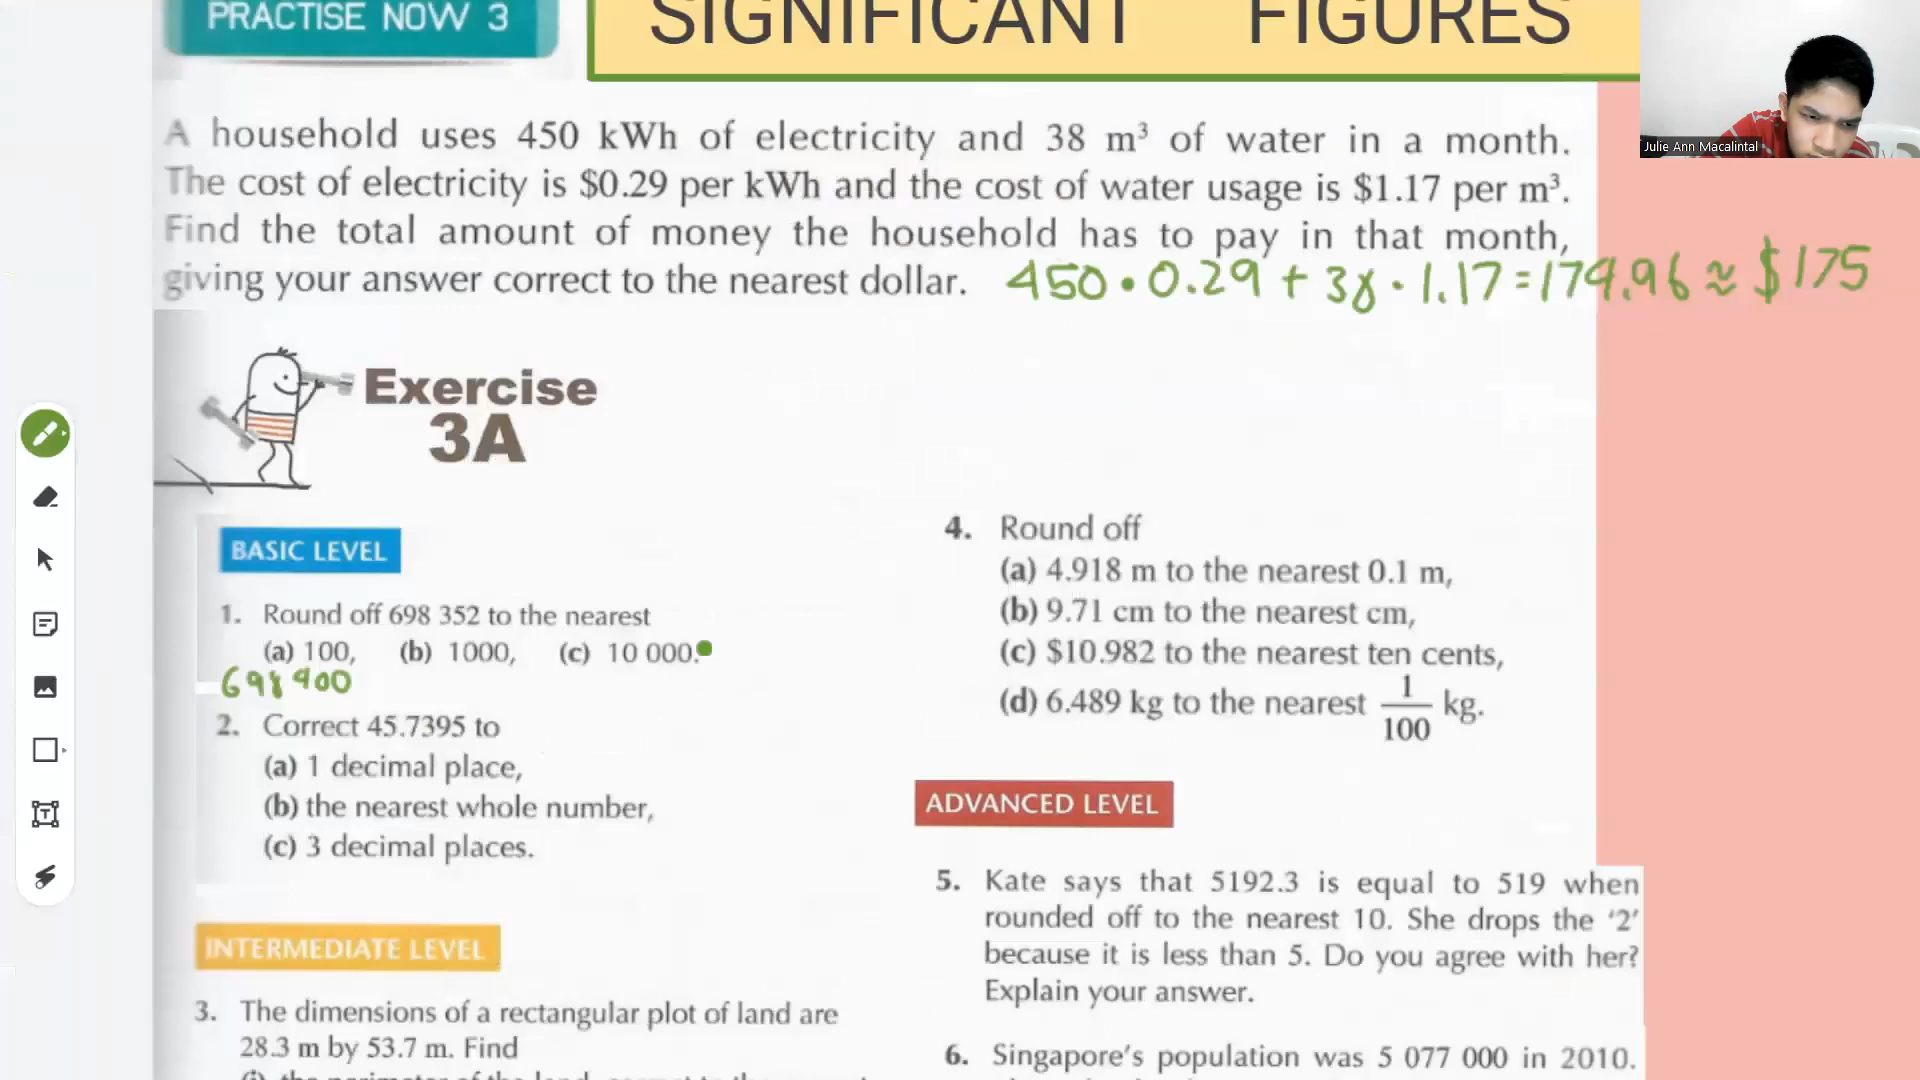 PRACTISE NOW 3
SIGNIFICANT FIGURES
Julie Ann Macalintal
A household uses 450 kWh of electricity and 38 m³ of water in a month.
The cost of electricity is $0.29 per kWh and the cost of water usage is $1.17 per m³.
Find the total amount of money the household has to pay in that month,
giving your answer correct to the nearest dollar. 450 · 0.29 + 38 · 1.17 = 174.96 ≈ $175
Exercise
3A
BASIC LEVEL
1. Round off 698 352 to the nearest
(a) 100, (b) 1000, (c) 10 000.
698 400
2. Correct 45.7395 to
(a) 1 decimal place,
(b) the nearest whole number,
(c) 3 decimal places.
INTERMEDIATE LEVEL
3. The dimensions of a rectangular plot of land are
28.3 m by 53.7 m. Find
4. Round off
(a) 4.918 m to the nearest 0.1 m,
(b) 9.71 cm to the nearest cm,
(c) $10.982 to the nearest ten cents,
(d) 6.489 kg to the nearest 1/100 kg.
ADVANCED LEVEL
5. Kate says that 5192.3 is equal to 519 when
rounded off to the nearest 10. She drops the ‘2’
because it is less than 5. Do you agree with her?
Explain your answer.
6. Singapore’s population was 5 077 000 in 2010.